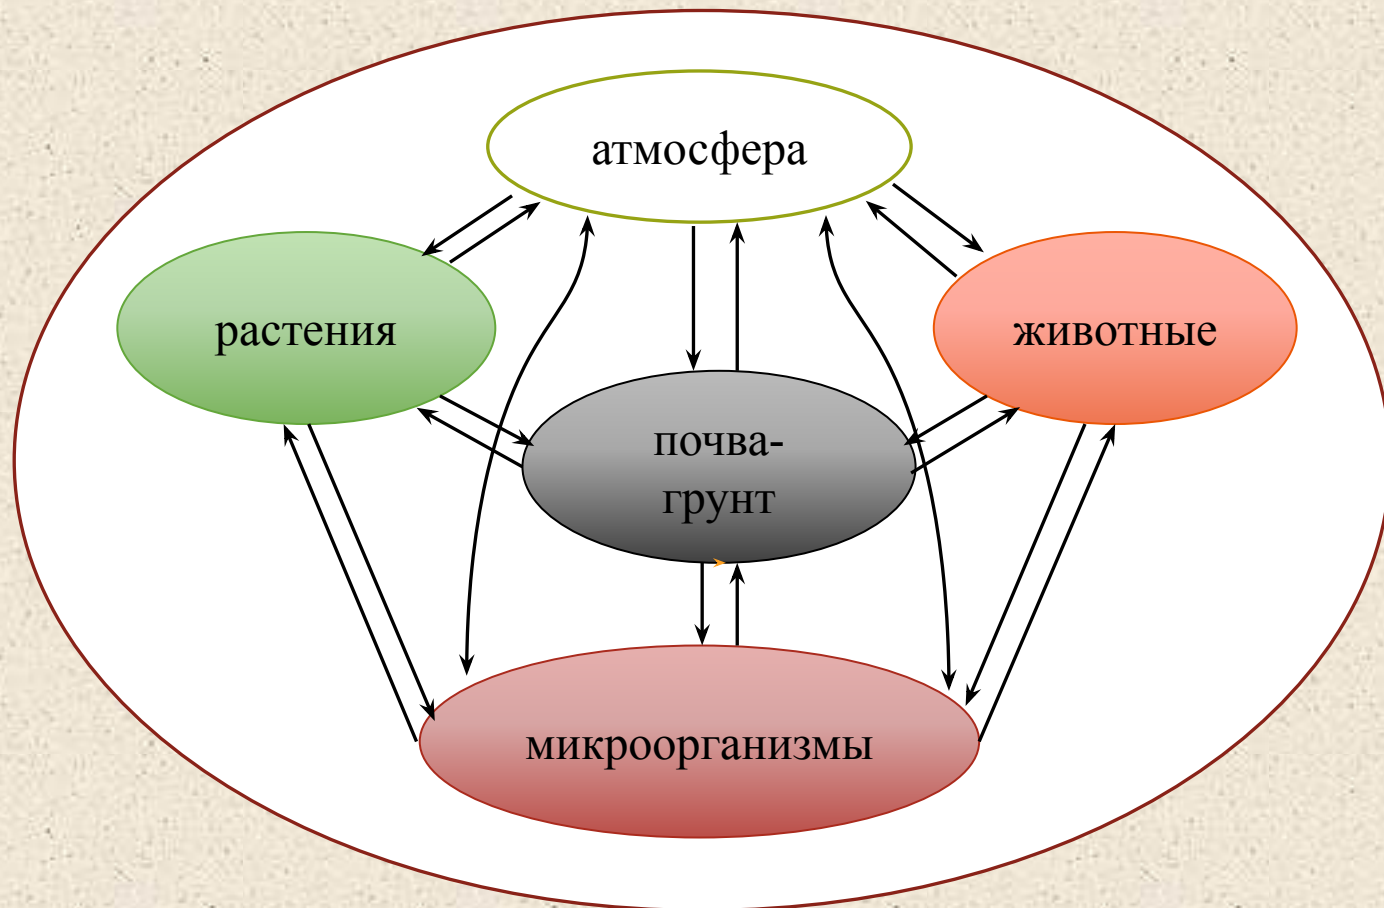 атмосфера
растения
животные
почва-
грунт
микроорганизмы